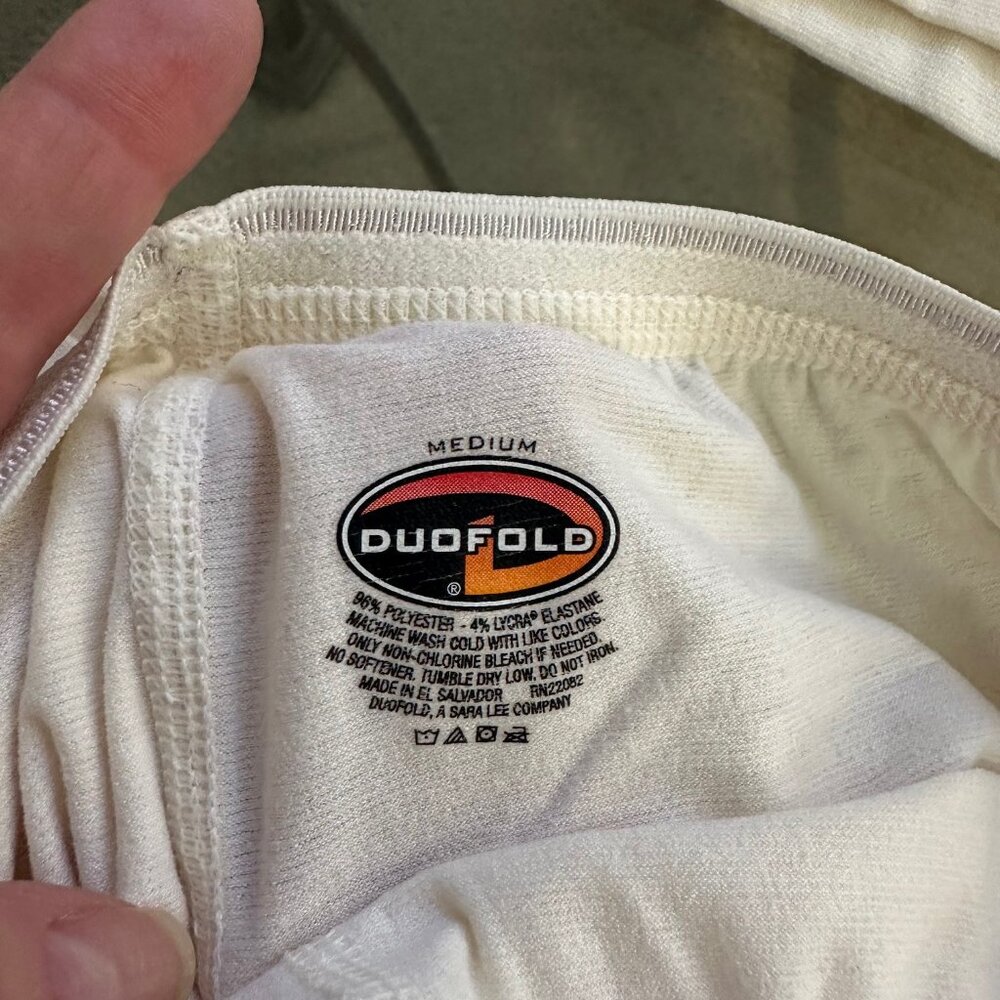 MEDIUM
DUOFOLD
®
96% POLYESTER - 4% LYCRA® ELASTANE
MACHINE WASH COLD WITH LIKE COLORS.
ONLY NON-CHLORINE BLEACH IF NEEDED.
NO SOFTENER. TUMBLE DRY LOW. DO NOT IRON.
MADE IN EL SALVADOR RN22082
DUOFOLD, A SARA LEE COMPANY